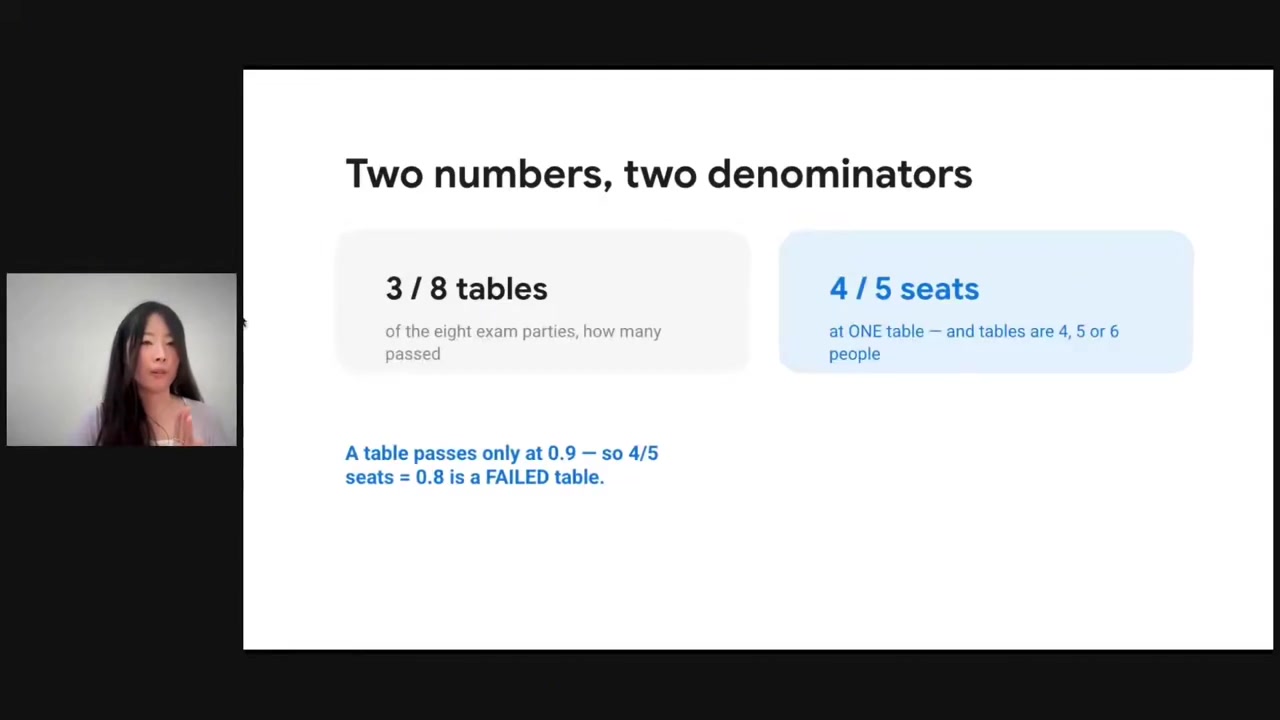 Two numbers, two denominators
3 / 8 tables
of the eight exam parties, how many
passed
4 / 5 seats
at ONE table — and tables are 4, 5 or 6
people
A table passes only at 0.9 — so 4/5
seats = 0.8 is a FAILED table.